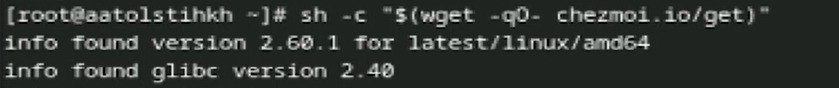 [root@aatolstihkh ~]# sh -c "$(wget -qO- chezmoi.io/get)"
info found version 2.60.1 for latest/linux/amd64
info found glibc version 2.40